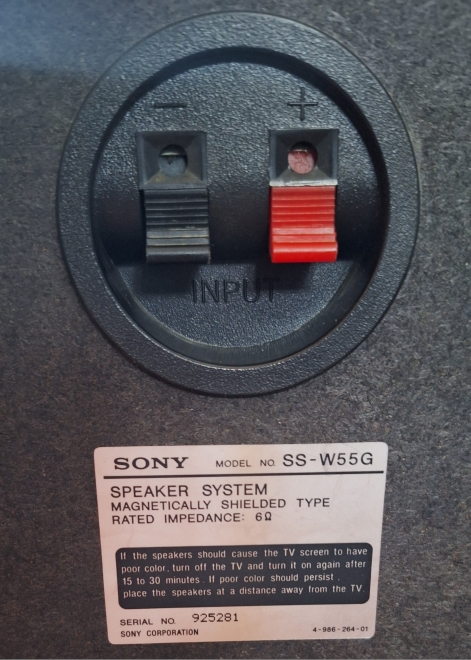 − +
INPUT
SONY MODEL NO. SS-W55G
SPEAKER SYSTEM
MAGNETICALLY SHIELDED TYPE
RATED IMPEDANCE: 6Ω
If the speakers should cause the TV screen to have
poor color, turn off the TV and turn it on again after
15 to 30 minutes. If poor color should persist,
place the speakers at a distance away from the TV.
SERIAL NO. 925281
SONY CORPORATION 4-986-264-01